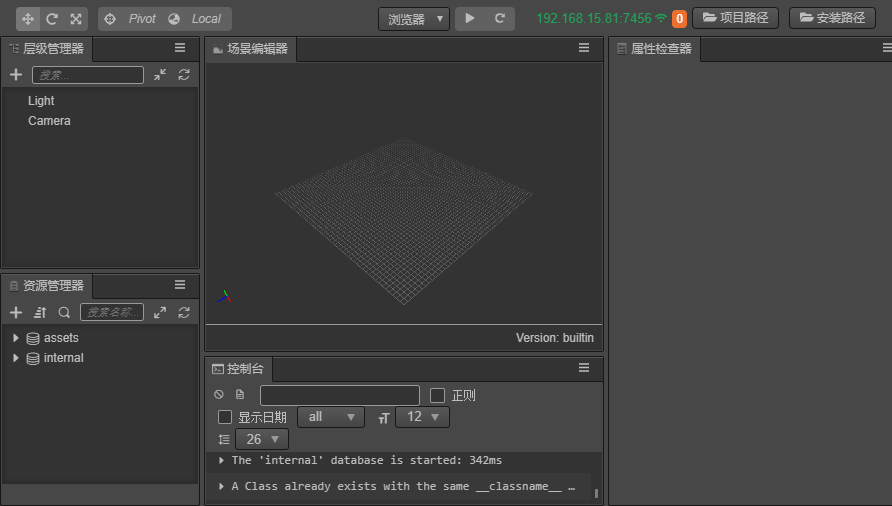 Pivot Local 浏览器 192.168.15.81:7456 0 项目路径 安装路径
层级管理器
搜索...
Light
Camera
场景编辑器
Version: builtin
属性检查器
资源管理器
搜索名称...
assets
internal
控制台
正则
显示日期 all 12
26
The 'internal' database is started: 342ms
A Class already exists with the same __classname__ …